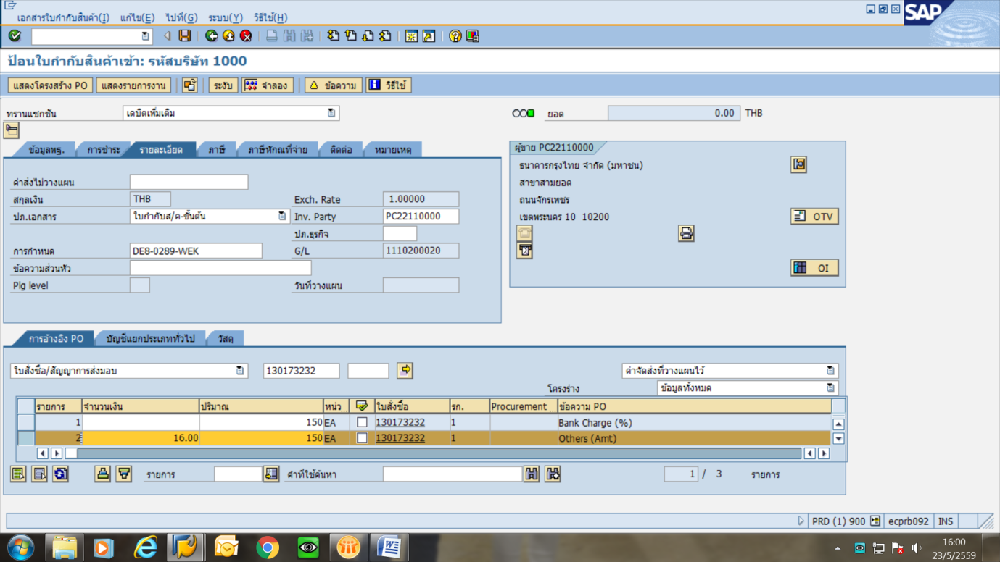 เอกสารใบกำกับสินค้า(I) แก้ไข(E) ไปที่(G) ระบบ(Y) วิธีใช้(H)
SAP
ป้อนใบกำกับสินค้าเข้า: รหัสบริษัท 1000
แสดงโครงสร้าง PO แสดงรายการงาน ระงับ จำลอง ข้อความ วิธีใช้
ทรานแซกชัน เดบิตเพิ่มเติม ยอด 0.00 THB
ข้อมูลพฐ. การชำระ รายละเอียด ภาษี ภาษีหักณที่จ่าย ติดต่อ หมายเหตุ
ผู้ขาย PC22110000
ธนาคารกรุงไทย จำกัด (มหาชน)
ค่าส่งไม่วางแผน
สาขาสามยอด
สกุลเงิน THB Exch. Rate 1.00000
ถนนจักรเพชร
ปภ.เอกสาร ใบกำกับส/ค-ขั้นต้น Inv. Party PC22110000
เขตพระนคร 10 10200
OTV
ปภ.ธุรกิจ
การกำหนด DE8-0289-WEK G/L 1110200020
ข้อความส่วนหัว
OI
Plg level วันที่วางแผน
การอ้างอิง PO บัญชีแยกประเภททั่วไป วัสดุ
ใบสั่งซื้อ/สัญญาการส่งมอบ 130173232 ค่าจัดส่งที่วางแผนไว้
โครงร่าง ข้อมูลทั้งหมด
รายการ จำนวนเงิน ปริมาณ หน่ว... ใบสั่งซื้อ รก. Procurement ... ข้อความ PO
1 150 EA 130173232 1 Bank Charge (%)
2 16.00 150 EA 130173232 1 Others (Amt)
รายการ คำที่ใช้ค้นหา 1 / 3 รายการ
PRD (1) 900 ecprb092 INS
16:00
23/5/2559